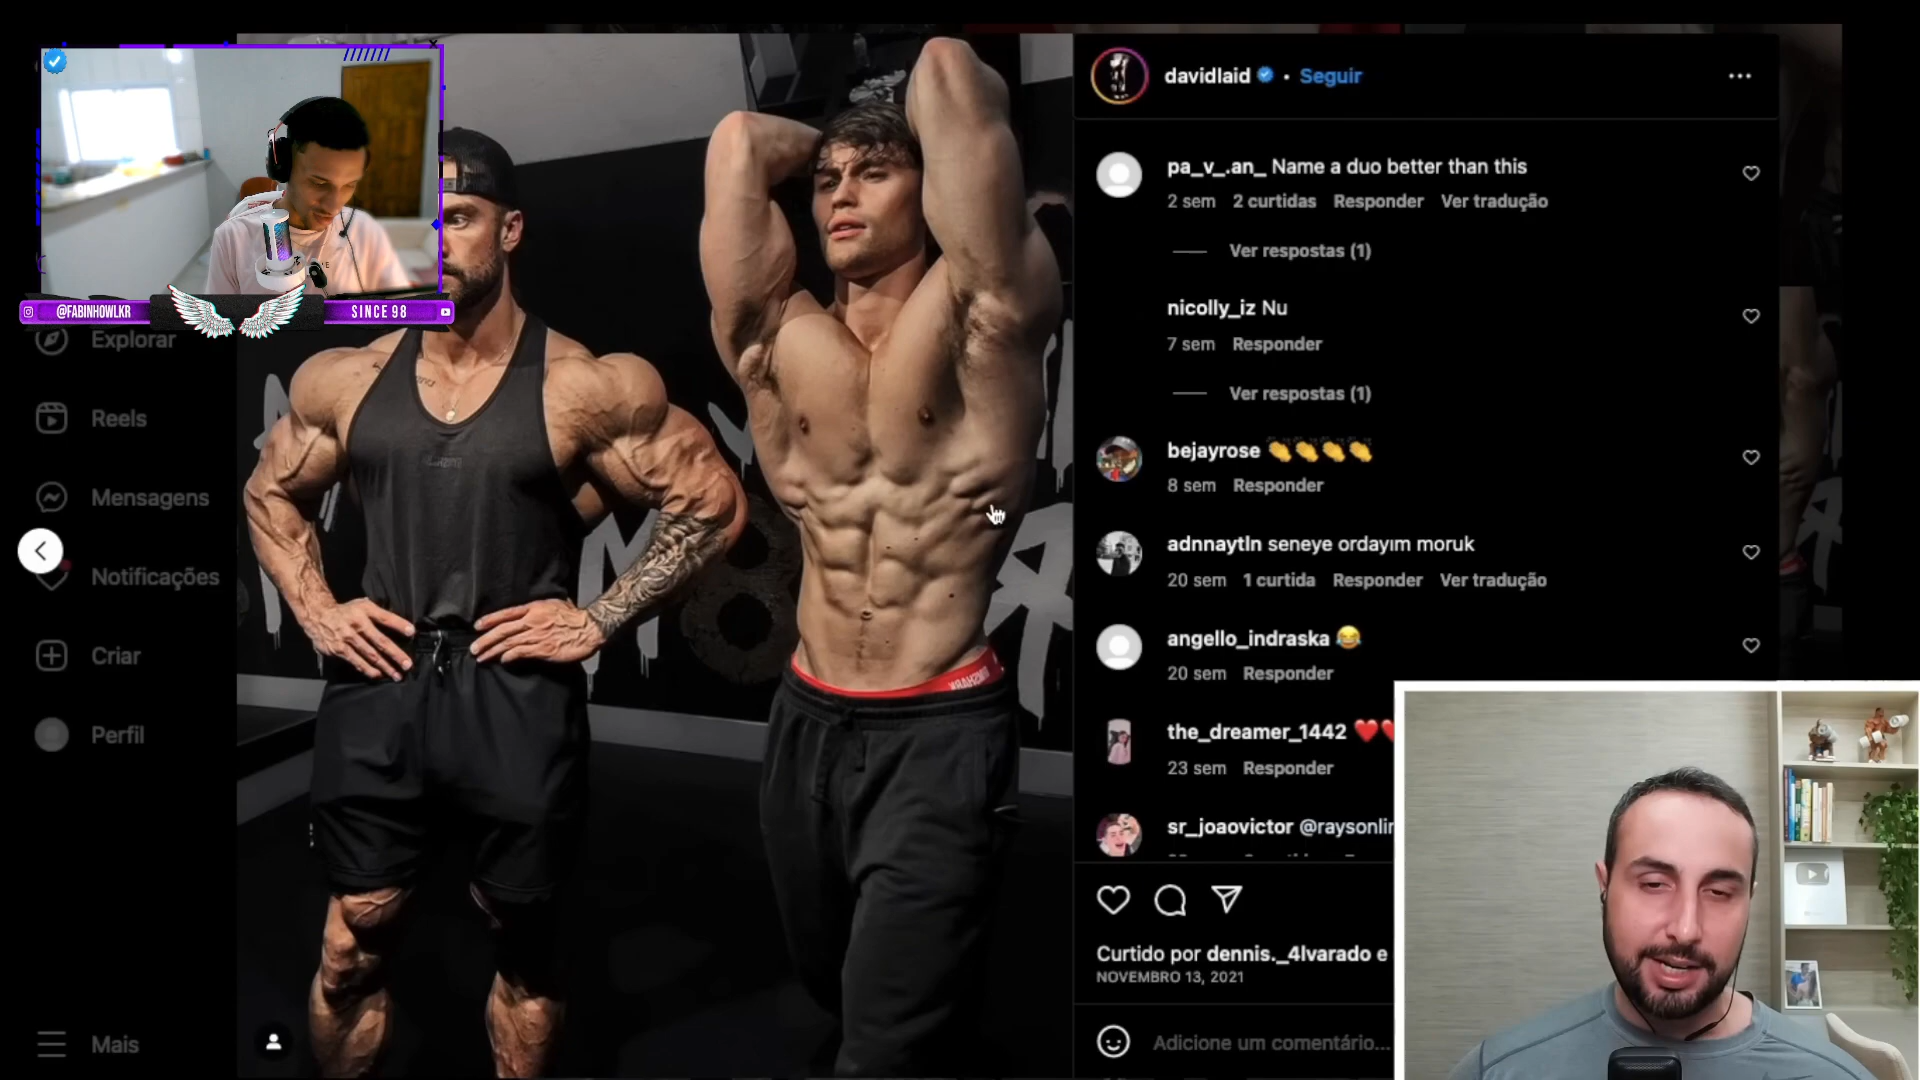 @FABINHOWLKR
SINCE 98
Explorar
Reels
Mensagens
Notificações
Criar
Perfil
Mais
davidlaid • Seguir
pa_v_.an_ Name a duo better than this
2 sem 2 curtidas Responder Ver tradução
Ver respostas (1)
nicolly_iz Nu
7 sem Responder
Ver respostas (1)
bejayrose 👏👏👏👏
8 sem Responder
adnnaytln seneye ordayım moruk
20 sem 1 curtida Responder Ver tradução
angello_indraska 😂
20 sem Responder
the_dreamer_1442 ❤️
23 sem Responder
sr_joaovictor @raysonlin
Curtido por dennis._4lvarado e
NOVEMBRO 13, 2021
Adicione um comentário...